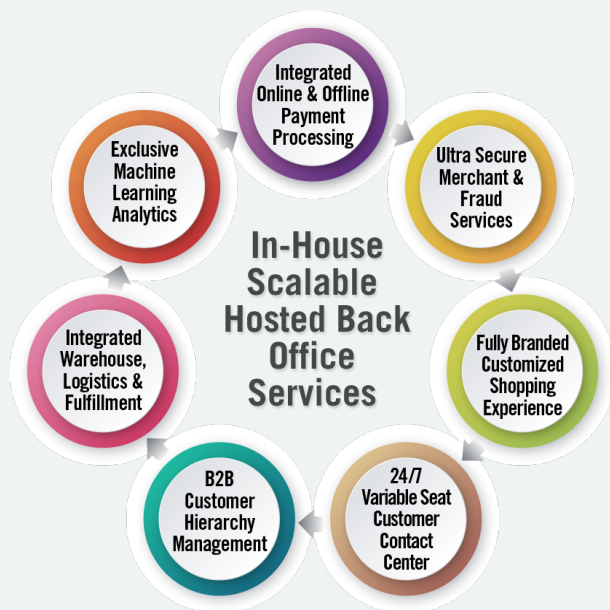 Integrated
Online & Offline
Payment
Processing
Ultra Secure
Merchant &
Fraud
Services
Fully Branded
Customized
Shopping
Experience
24/7
Variable Seat
Customer
Contact
Center
B2B
Customer
Hierarchy
Management
Integrated
Warehouse,
Logistics &
Fulfillment
Exclusive
Machine
Learning
Analytics
In-House
Scalable
Hosted Back
Office
Services